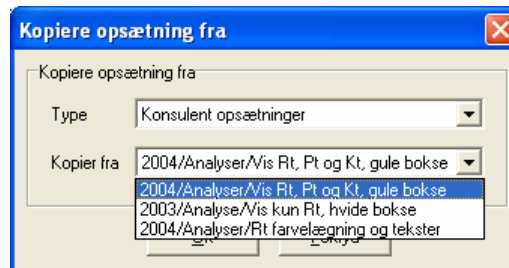 Kopiere opsætning fra
Kopiere opsætning fra
Type Konsulent opsætninger
Kopier fra 2004/Analyser/Vis Rt, Pt og Kt, gule bokse
2004/Analyser/Vis Rt, Pt og Kt, gule bokse
2003/Analyse/Vis kun Rt, hvide bokse
2004/Analyser/Rt farvelægning og tekster